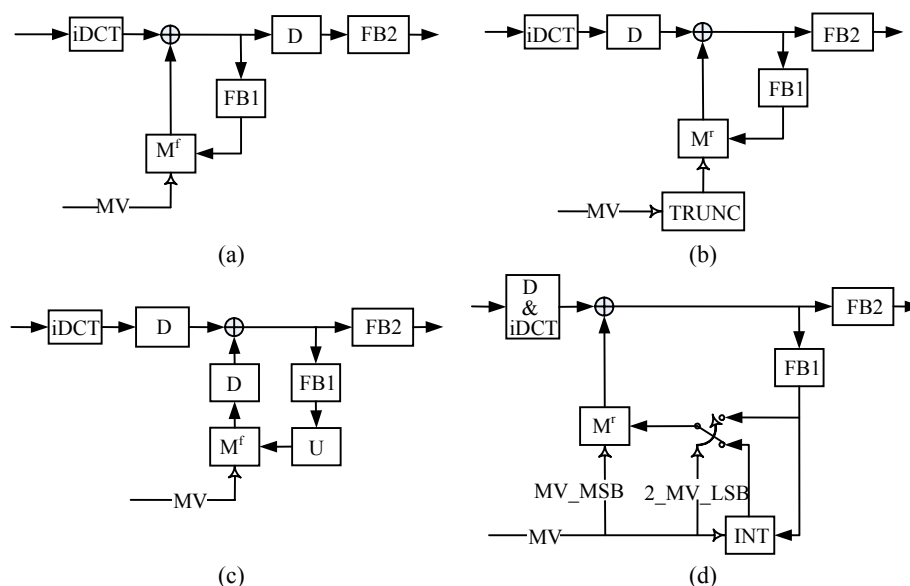 iDCT
D
FB2
FB1
M^f
MV
(a)
iDCT
D
FB2
FB1
M^r
MV
TRUNC
(b)
iDCT
D
FB2
D
FB1
M^f
U
MV
(c)
D
&
iDCT
FB2
FB1
M^r
MV_MSB
2_MV_LSB
MV
INT
(d)